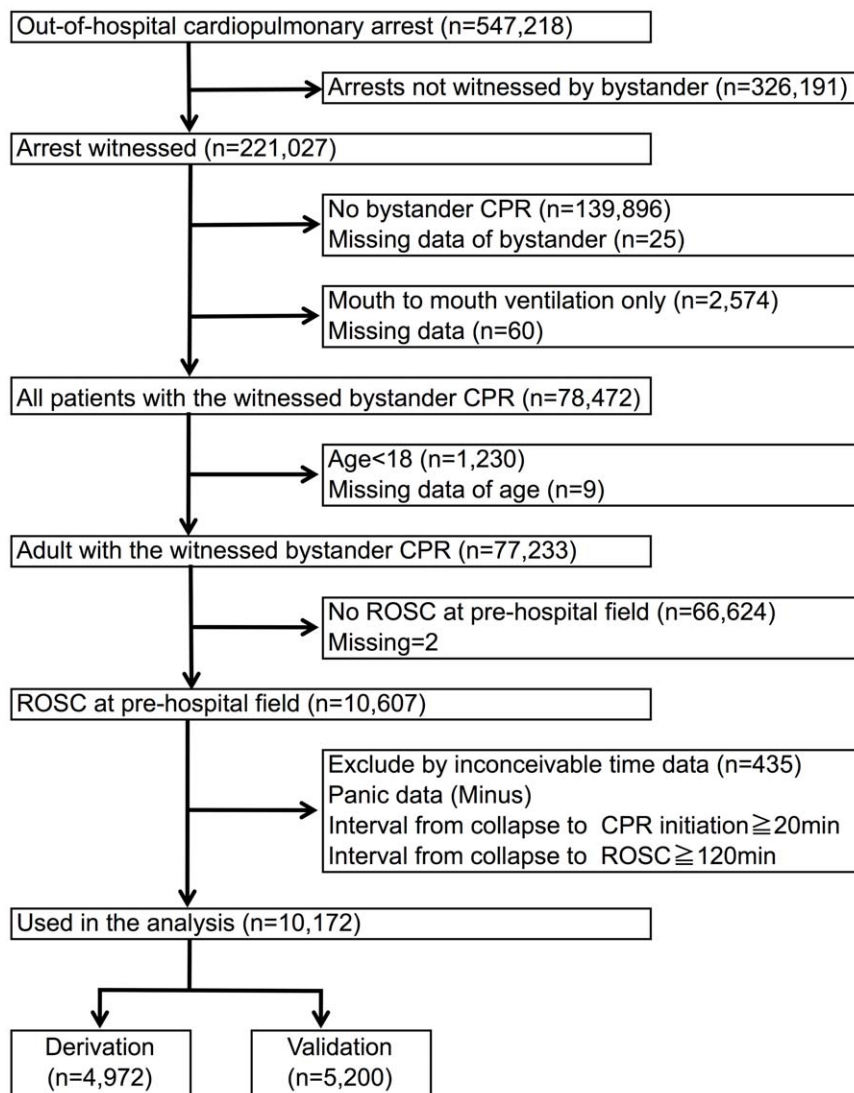 Out-of-hospital cardiopulmonary arrest (n=547,218)
Arrests not witnessed by bystander (n=326,191)
Arrest witnessed (n=221,027)
No bystander CPR (n=139,896)
Missing data of bystander (n=25)
Mouth to mouth ventilation only (n=2,574)
Missing data (n=60)
All patients with the witnessed bystander CPR (n=78,472)
Age<18 (n=1,230)
Missing data of age (n=9)
Adult with the witnessed bystander CPR (n=77,233)
No ROSC at pre-hospital field (n=66,624)
Missing=2
ROSC at pre-hospital field (n=10,607)
Exclude by inconceivable time data (n=435)
Panic data (Minus)
Interval from collapse to CPR initiation≧20min
Interval from collapse to ROSC≧120min
Used in the analysis (n=10,172)
Derivation
(n=4,972)
Validation
(n=5,200)